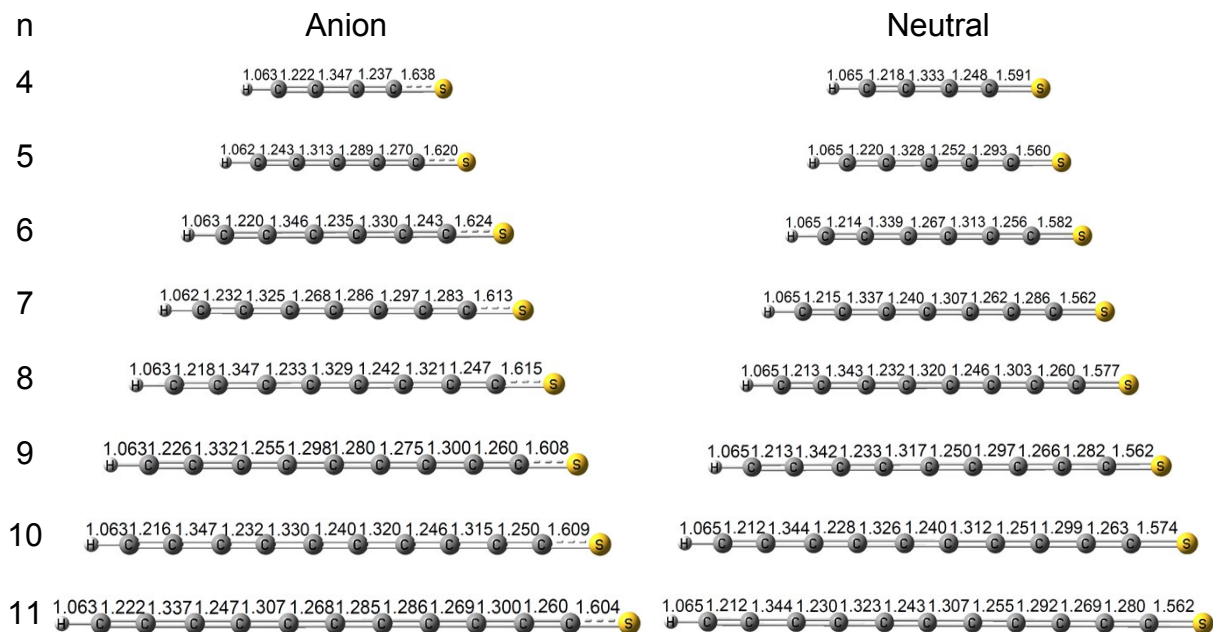 n Anion Neutral
4 1.063 1.222 1.347 1.237 1.638 1.065 1.218 1.333 1.248 1.591
H C C C C S H C C C C S
5 1.062 1.243 1.313 1.289 1.270 1.620 1.065 1.220 1.328 1.252 1.293 1.560
H C C C C C S H C C C C C S
6 1.063 1.220 1.346 1.235 1.330 1.243 1.624 1.065 1.214 1.339 1.267 1.313 1.256 1.582
H C C C C C C S H C C C C C C S
7 1.062 1.232 1.325 1.268 1.286 1.297 1.283 1.613 1.065 1.215 1.337 1.240 1.307 1.262 1.286 1.562
H C C C C C C C S H C C C C C C C S
8 1.063 1.218 1.347 1.233 1.329 1.242 1.321 1.247 1.615 1.065 1.213 1.343 1.232 1.320 1.246 1.303 1.260 1.577
H C C C C C C C C S H C C C C C C C C S
9 1.063 1.226 1.332 1.255 1.298 1.280 1.275 1.300 1.260 1.608 1.065 1.213 1.342 1.233 1.317 1.250 1.297 1.266 1.282 1.562
H C C C C C C C C C S H C C C C C C C C C S
10 1.063 1.216 1.347 1.232 1.330 1.240 1.320 1.246 1.315 1.250 1.609 1.065 1.212 1.344 1.228 1.326 1.240 1.312 1.251 1.299 1.263 1.574
H C C C C C C C C C C S H C C C C C C C C C C S
11 1.063 1.222 1.337 1.247 1.307 1.268 1.285 1.286 1.269 1.300 1.260 1.604 1.065 1.212 1.344 1.230 1.323 1.243 1.307 1.255 1.292 1.269 1.280 1.562
H C C C C C C C C C C C S H C C C C C C C C C C C S